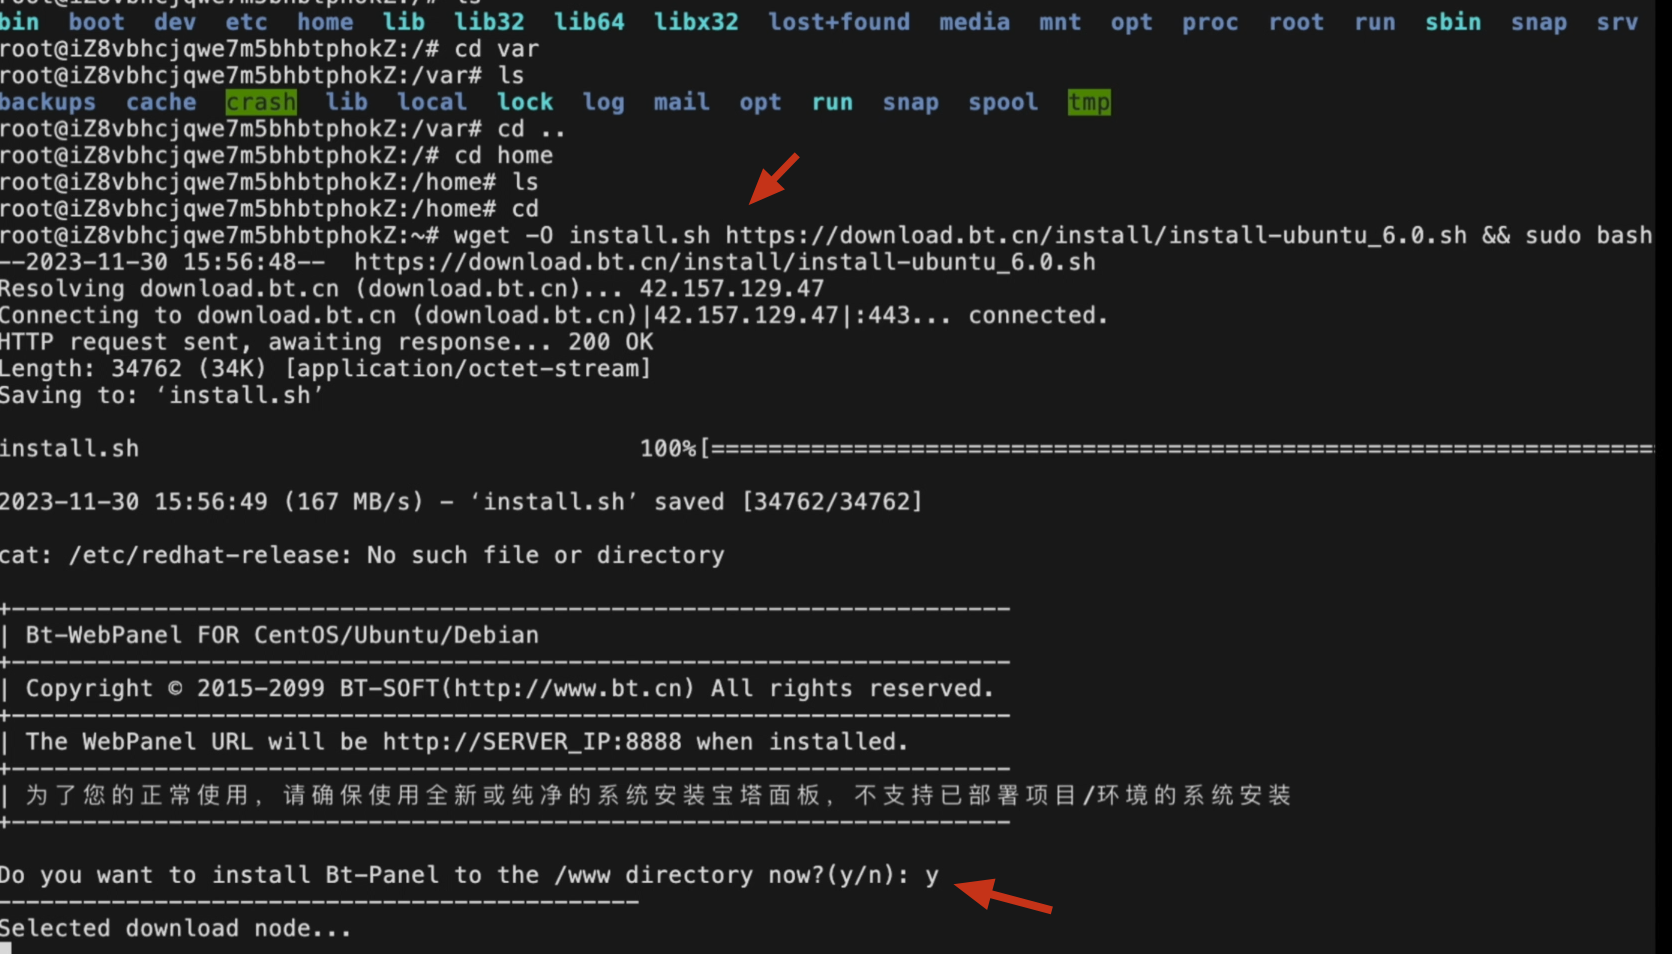 bin boot dev etc home lib lib32 lib64 libx32 lost+found media mnt opt proc root run sbin snap srv
root@iZ8vbhcjqwe7m5bhbtphokZ:/# cd var
root@iZ8vbhcjqwe7m5bhbtphokZ:/var# ls
backups cache crash lib local lock log mail opt run snap spool tmp
root@iZ8vbhcjqwe7m5bhbtphokZ:/var# cd ..
root@iZ8vbhcjqwe7m5bhbtphokZ:/# cd home
root@iZ8vbhcjqwe7m5bhbtphokZ:/home# ls
root@iZ8vbhcjqwe7m5bhbtphokZ:/home# cd
root@iZ8vbhcjqwe7m5bhbtphokZ:~# wget -O install.sh https://download.bt.cn/install/install-ubuntu_6.0.sh && sudo bash
--2023-11-30 15:56:48-- https://download.bt.cn/install/install-ubuntu_6.0.sh
Resolving download.bt.cn (download.bt.cn)... 42.157.129.47
Connecting to download.bt.cn (download.bt.cn)|42.157.129.47|:443... connected.
HTTP request sent, awaiting response... 200 OK
Length: 34762 (34K) [application/octet-stream]
Saving to: ‘install.sh’
install.sh 100%[==================================================================
2023-11-30 15:56:49 (167 MB/s) - ‘install.sh’ saved [34762/34762]
cat: /etc/redhat-release: No such file or directory
+----------------------------------------------------------------------
| Bt-WebPanel FOR CentOS/Ubuntu/Debian
+----------------------------------------------------------------------
| Copyright © 2015-2099 BT-SOFT(http://www.bt.cn) All rights reserved.
+----------------------------------------------------------------------
| The WebPanel URL will be http://SERVER_IP:8888 when installed.
+----------------------------------------------------------------------
| 为了您的正常使用，请确保使用全新或纯净的系统安装宝塔面板，不支持已部署项目/环境的系统安装
+----------------------------------------------------------------------
Do you want to install Bt-Panel to the /www directory now?(y/n): y
---------------------------------------------
Selected download node...